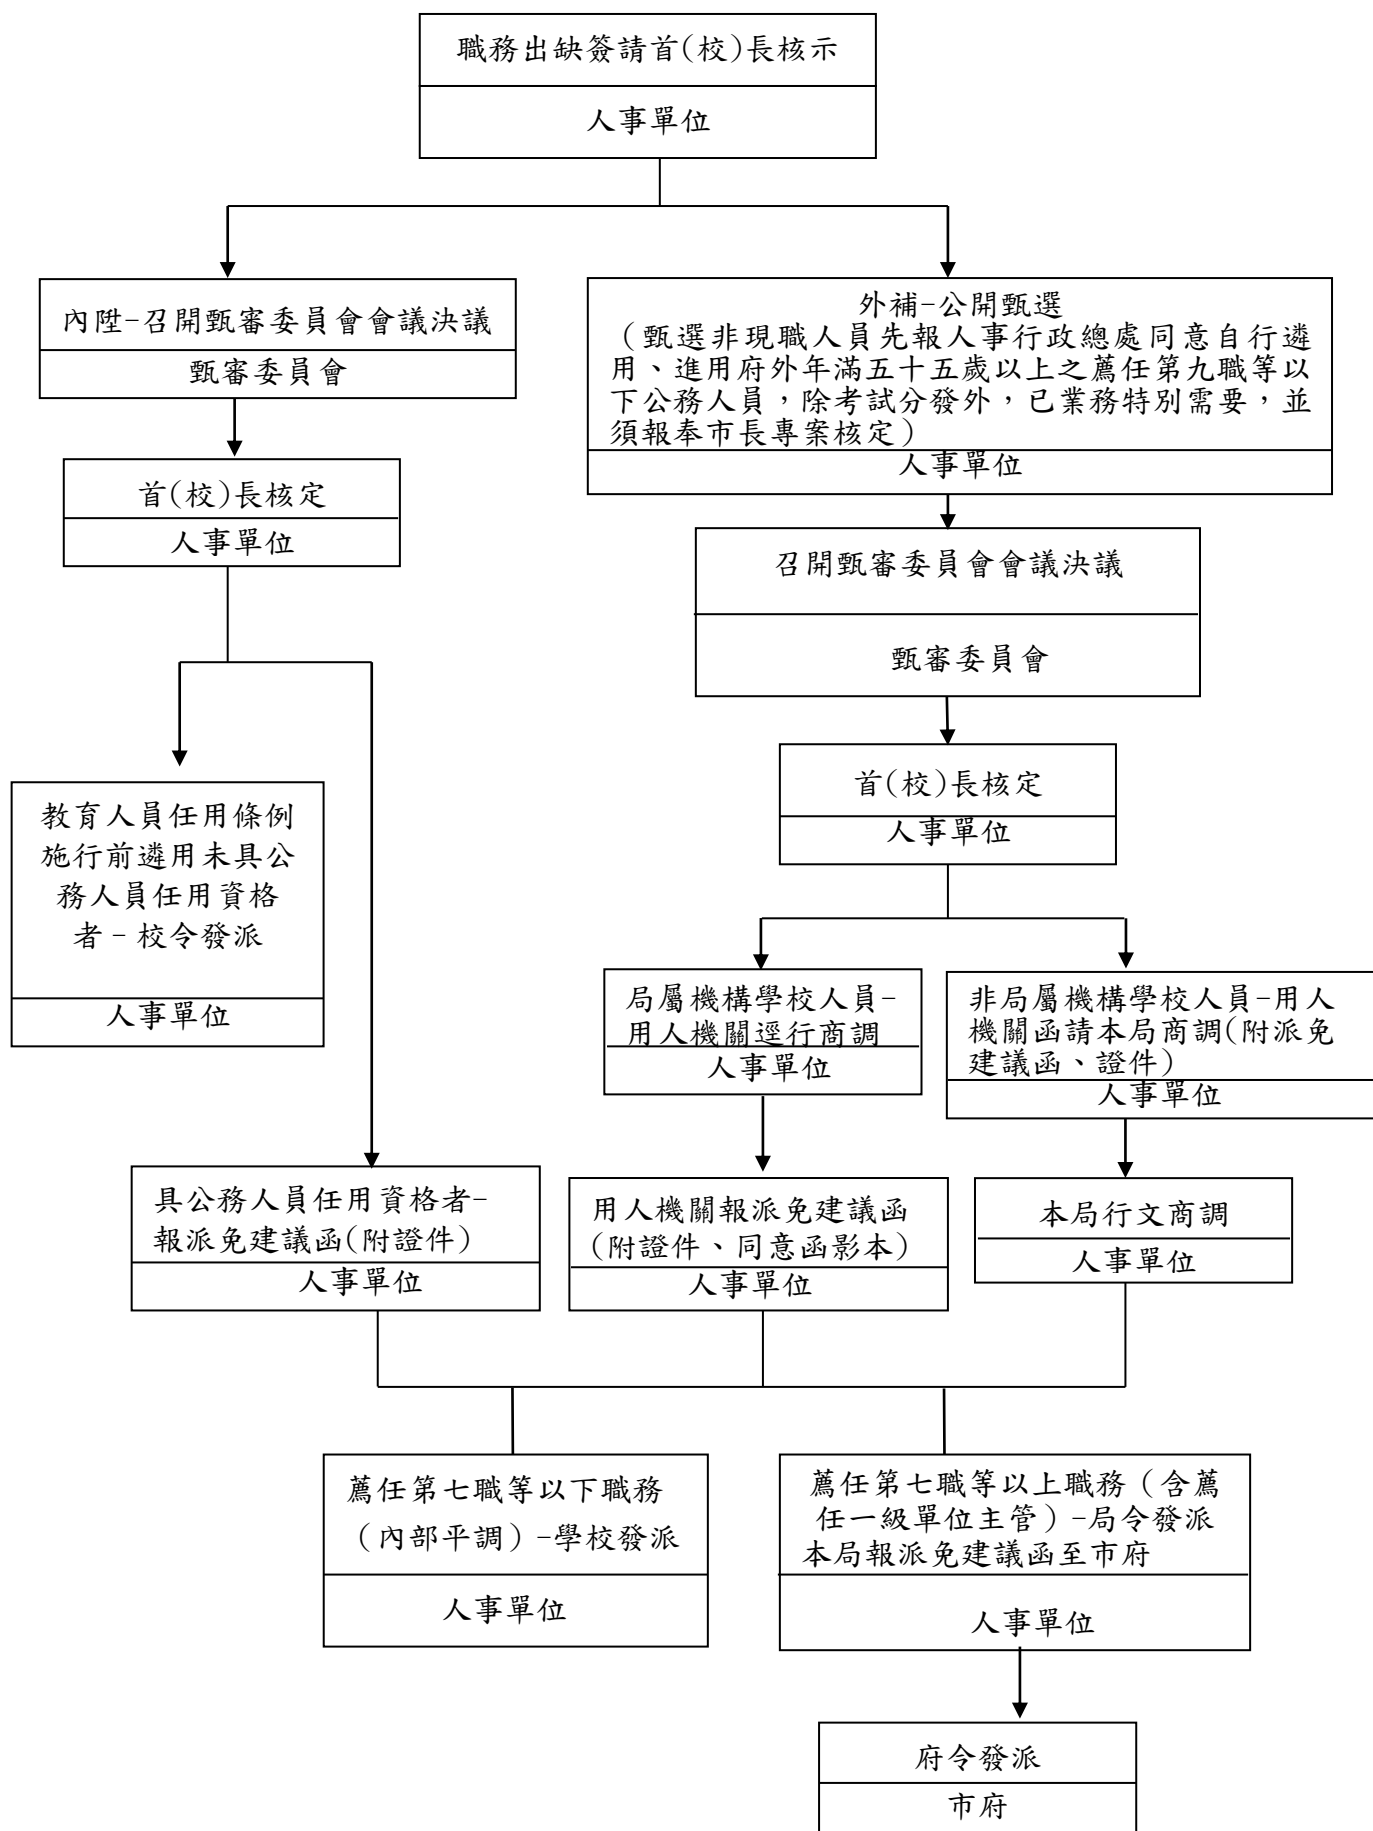 職務出缺簽請首(校)長核示
人事單位
內陞-召開甄審委員會會議決議
甄審委員會
外補-公開甄選
（甄選非現職人員先報人事行政總處同意自行遴
用、進用府外年滿五十五歲以上之薦任第九職等以
下公務人員，除考試分發外，已業務特別需要，並
須報奉市長專案核定）
人事單位
首(校)長核定
人事單位
召開甄審委員會會議決議
甄審委員會
首(校)長核定
人事單位
教育人員任用條例
施行前遴用未具公
務人員任用資格
者－校令發派
人事單位
局屬機構學校人員-
用人機關逕行商調
人事單位
非局屬機構學校人員-用人
機關函請本局商調(附派免
建議函、證件)
人事單位
具公務人員任用資格者-
報派免建議函(附證件)
人事單位
用人機關報派免建議函
(附證件、同意函影本)
人事單位
本局行文商調
人事單位
薦任第七職等以下職務
（內部平調）-學校發派
人事單位
薦任第七職等以上職務（含薦
任一級單位主管）-局令發派
本局報派免建議函至市府
人事單位
府令發派
市府